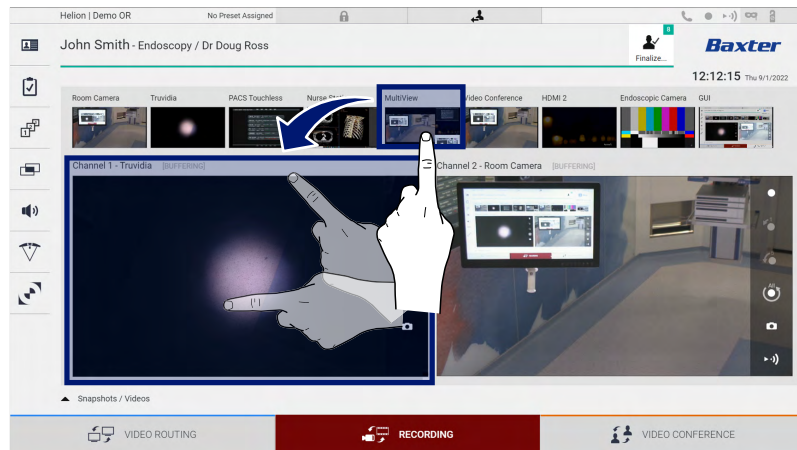 Helion | Demo OR
No Preset Assigned
8
John Smith - Endoscopy / Dr Doug Ross
Finalize...
Baxter
12:12:15 Thu 9/1/2022
Room Camera
Truvidia
PACS Touchless
MultiView
Video Conference
HDMI 2
Endoscopic Camera
GUI
Channel 1 - Truvidia [BUFFERING]
Channel 2 - Room Camera [BUFFERING]
Snapshots / Videos
VIDEO ROUTING
RECORDING
VIDEO CONFERENCE